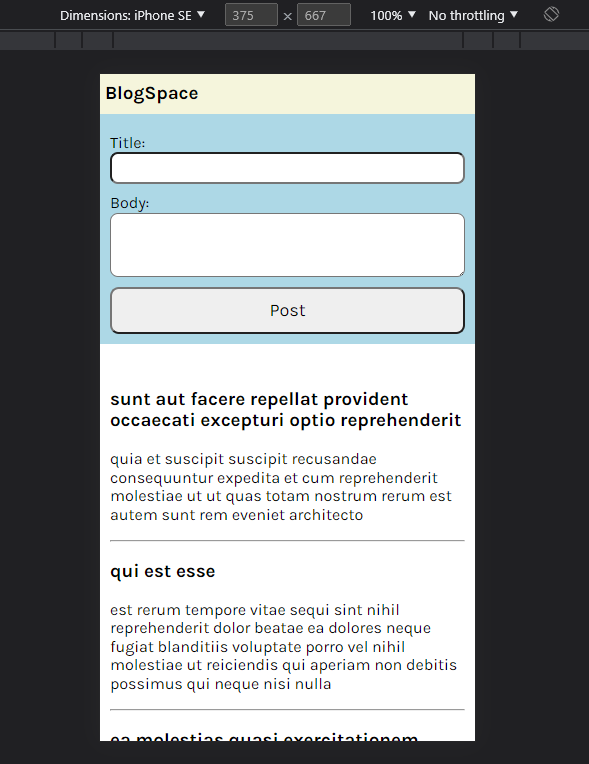 Dimensions: iPhone SE ▼ 375 × 667 100% ▼ No throttling ▼
BlogSpace
Title:
Body:
Post
sunt aut facere repellat provident
occaecati excepturi optio reprehenderit
quia et suscipit suscipit recusandae
consequuntur expedita et cum reprehenderit
molestiae ut ut quas totam nostrum rerum est
autem sunt rem eveniet architecto
qui est esse
est rerum tempore vitae sequi sint nihil
reprehenderit dolor beatae ea dolores neque
fugiat blanditiis voluptate porro vel nihil
molestiae ut reiciendis qui aperiam non debitis
possimus qui neque nisi nulla
ea molestias quasi exercitationem